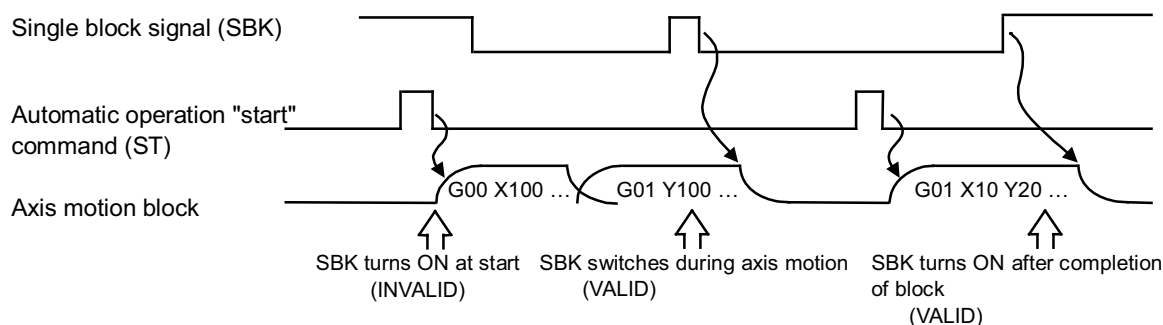 Single block signal (SBK)
Automatic operation "start"
command (ST)
Axis motion block
G00 X100 …
G01 Y100 …
G01 X10 Y20 …
SBK turns ON at start
(INVALID)
SBK switches during axis motion
(VALID)
SBK turns ON after completion
of block
(VALID)